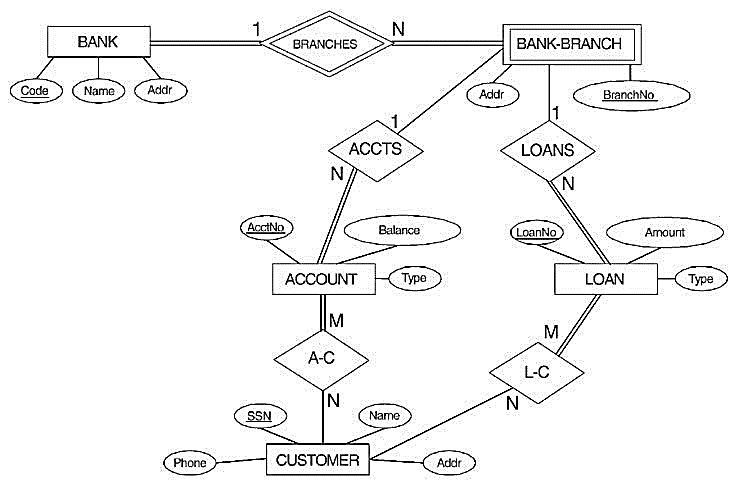 BANK
1
BRANCHES
N
BANK-BRANCH
Code
Name
Addr
Addr
BranchNo
1
ACCTS
N
1
LOANS
N
AcctNo
Balance
ACCOUNT
Type
LoanNo
Amount
LOAN
Type
M
A-C
N
M
L-C
N
SSN
Name
Phone
CUSTOMER
Addr